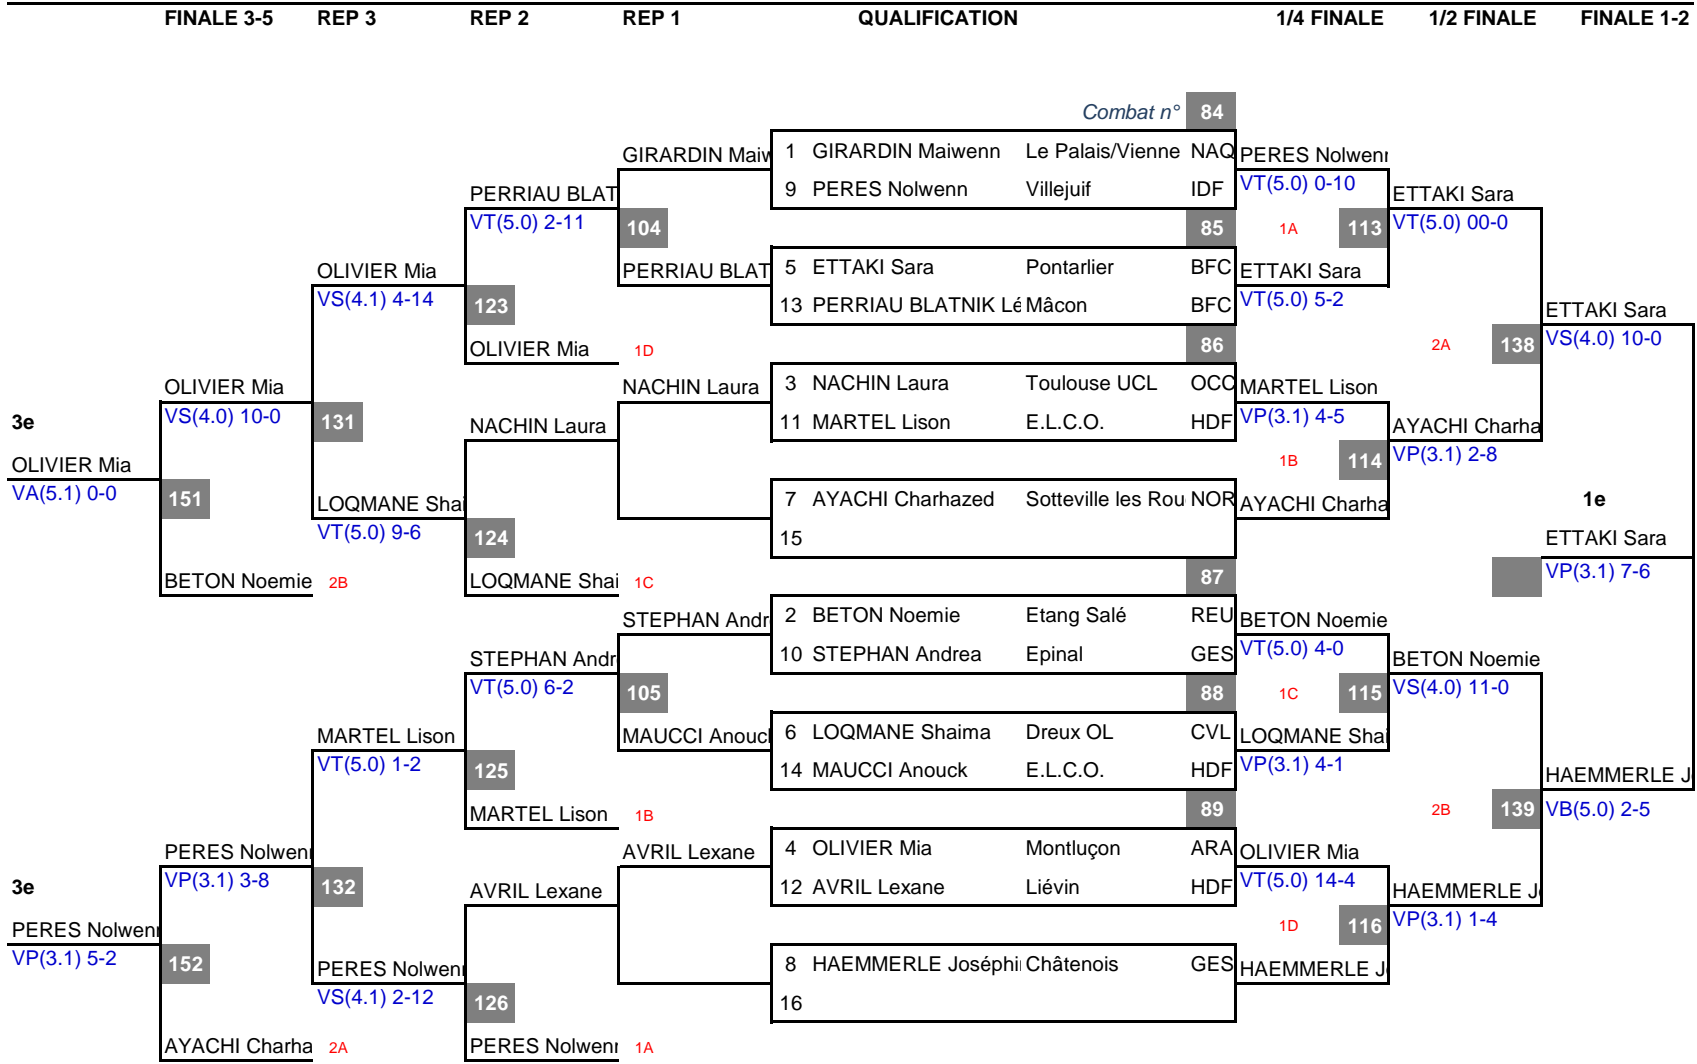 FINALE 3-5 REP 3 REP 2 REP 1 QUALIFICATION 1/4 FINALE 1/2 FINALE FINALE 1-2
Combat n° 84
GIRARDIN Maiw 1 GIRARDIN Maiwenn Le Palais/Vienne NAQ PERES Nolwenn
PERRIAU BLAT 9 PERES Nolwenn Villejuif IDF VT(5.0) 0-10 ETTAKI Sara
VT(5.0) 2-11 104 85 1A 113 VT(5.0) 00-0
OLIVIER Mia PERRIAU BLAT 5 ETTAKI Sara Pontarlier BFC ETTAKI Sara
VS(4.1) 4-14 123 13 PERRIAU BLATNIK Lé Mâcon BFC VT(5.0) 5-2 ETTAKI Sara
OLIVIER Mia 1D 86 2A 138 VS(4.0) 10-0
OLIVIER Mia NACHIN Laura 3 NACHIN Laura Toulouse UCL OCC MARTEL Lison
3e VS(4.0) 10-0 131 NACHIN Laura 11 MARTEL Lison E.L.C.O. HDF VP(3.1) 4-5 AYACHI Charha
OLIVIER Mia 1B 114 VP(3.1) 2-8
VA(5.1) 0-0 151 LOQMANE Shai 7 AYACHI Charhazed Sotteville les Rou NOR AYACHI Charha 1e
VT(5.0) 9-6 124 15 ETTAKI Sara
BETON Noemie 2B LOQMANE Shai 1C 87 VP(3.1) 7-6
STEPHAN Andr 2 BETON Noemie Etang Salé REU BETON Noemie
STEPHAN Andr 10 STEPHAN Andrea Epinal GES VT(5.0) 4-0 BETON Noemie
VT(5.0) 6-2 105 88 1C 115 VS(4.0) 11-0
MARTEL Lison MAUCCI Anouc 6 LOQMANE Shaima Dreux OL CVL LOQMANE Shai
VT(5.0) 1-2 125 14 MAUCCI Anouck E.L.C.O. HDF VP(3.1) 4-1 HAEMMERLE J
MARTEL Lison 1B 89 2B 139 VB(5.0) 2-5
PERES Nolwenn AVRIL Lexane 4 OLIVIER Mia Montluçon ARA OLIVIER Mia
3e VP(3.1) 3-8 132 AVRIL Lexane 12 AVRIL Lexane Liévin HDF VT(5.0) 14-4 HAEMMERLE J
PERES Nolwenn 1D 116 VP(3.1) 1-4
VP(3.1) 5-2 152 PERES Nolwenn 8 HAEMMERLE Joséphi Châtenois GES HAEMMERLE J
VS(4.1) 2-12 126 16
AYACHI Charha 2A PERES Nolwenn 1A